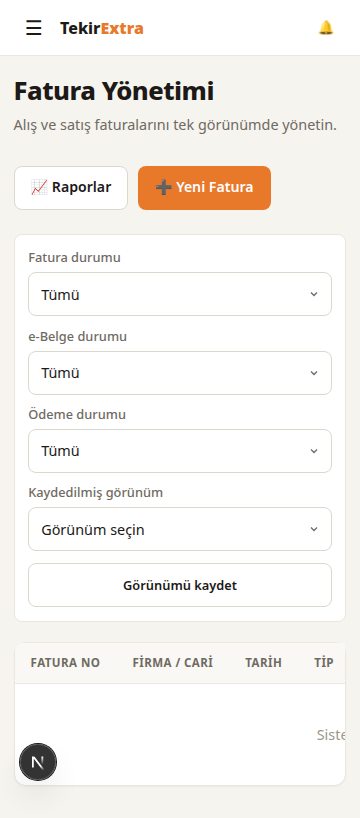 TekirExtra
Fatura Yönetimi
Alış ve satış faturalarını tek görünümde yönetin.
Raporlar
Yeni Fatura
Fatura durumu
Tümü
e-Belge durumu
Tümü
Ödeme durumu
Tümü
Kaydedilmiş görünüm
Görünüm seçin
Görünümü kaydet
FATURA NO FİRMA / CARİ TARİH TİP
Siste
N